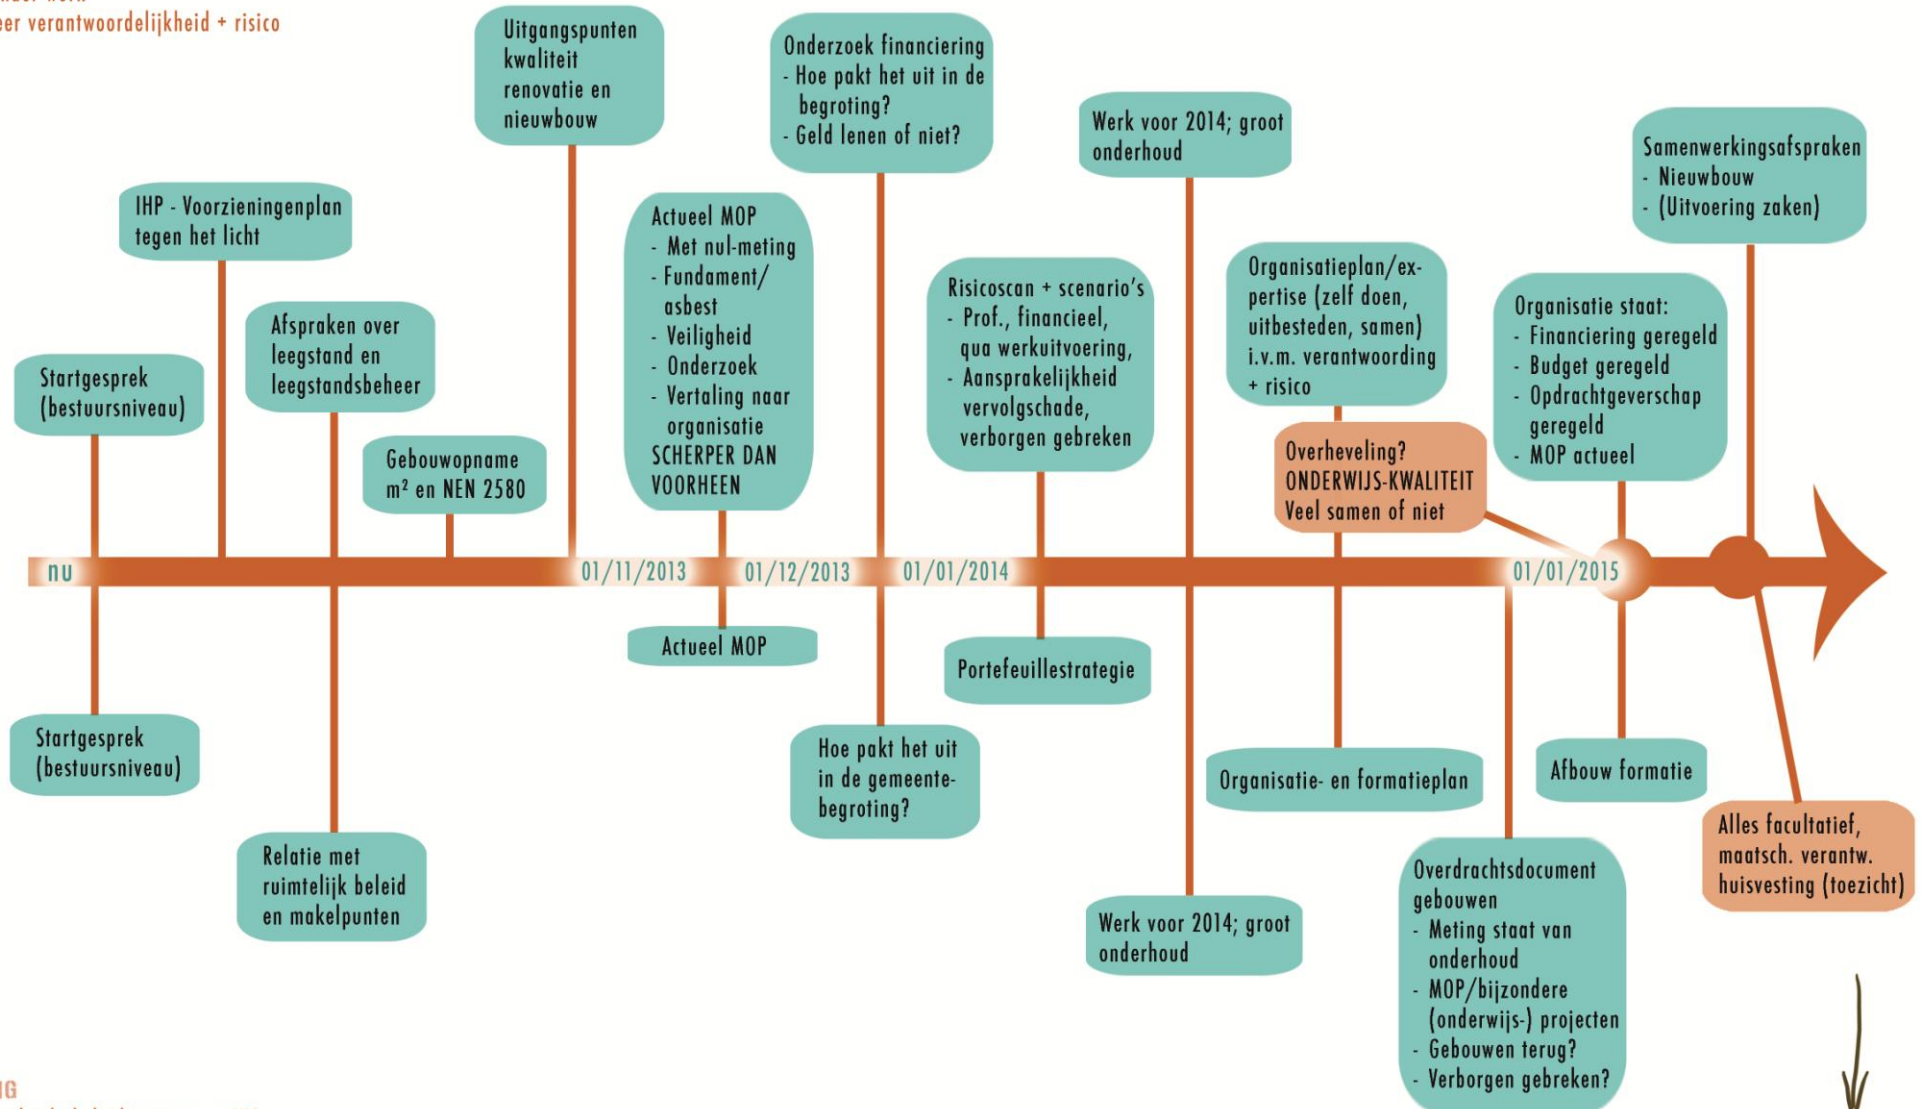 eer verantwoordelijkheid + risico
Uitgangspunten
kwaliteit
renovatie en
nieuwbouw
Onderzoek financiering
- Hoe pakt het uit in de
begroting?
- Geld lenen of niet?
Werk voor 2014; groot
onderhoud
Samenwerkingsafspraken
- Nieuwbouw
- (Uitvoering zaken)
IHP - Voorzieningenplan
tegen het licht
Actueel MOP
- Met nul-meting
- Fundament/
asbest
- Veiligheid
- Onderzoek
- Vertaling naar
organisatie
SCHERPER DAN
VOORHEEN
Risicoscan + scenario's
- Prof., financieel,
qua werkuitvoering,
- Aansprakelijkheid
vervolgschade,
verborgen gebreken
Organisatieplan/ex-
pertise (zelf doen,
uitbesteden, samen)
i.v.m. verantwoording
+ risico
Organisatie staat:
- Financiering geregeld
- Budget geregeld
- Opdrachtgeverschap
geregeld
- MOP actueel
Startgesprek
(bestuursniveau)
Afspraken over
leegstand en
leegstandsbeheer
Gebouwopname
m² en NEN 2580
Overheveling?
ONDERWIJS-KWALITEIT
Veel samen of niet
nu
01/11/2013
01/12/2013
01/01/2014
01/01/2015
Actueel MOP
Portefeuillestrategie
Startgesprek
(bestuursniveau)
Hoe pakt het uit
in de gemeente-
begroting?
Organisatie- en formatieplan
Afbouw formatie
Relatie met
ruimtelijk beleid
en makelpunten
Werk voor 2014; groot
onderhoud
Overdrachtsdocument
gebouwen
- Meting staat van
onderhoud
- MOP/bijzondere
(onderwijs-) projecten
- Gebouwen terug?
- Verborgen gebreken?
Alles facultatief,
maatsch. verantw.
huisvesting (toezicht)